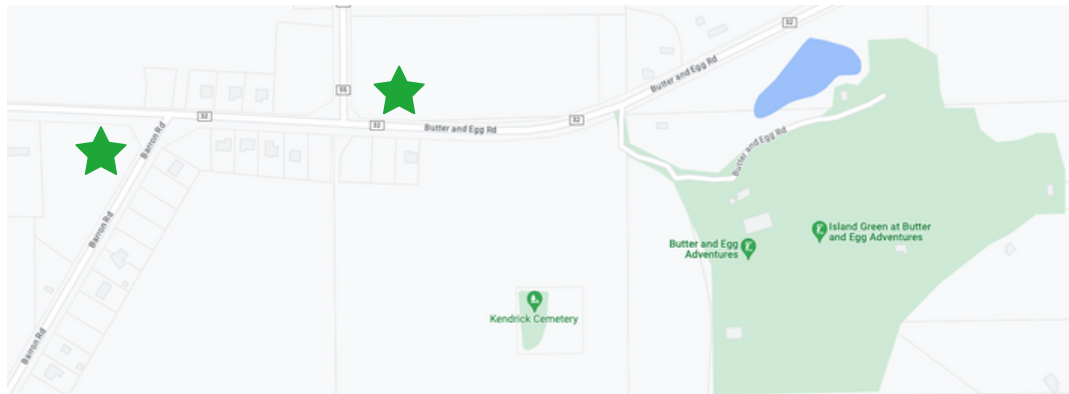 32
Butter and Egg Rd
55
32
Butter and Egg Rd
32
32
Barron Rd
Butter and Egg Rd
Barron Rd
Island Green at Butter
and Egg Adventures
Butter and Egg
Adventures
Kendrick Cemetery
Barron Rd